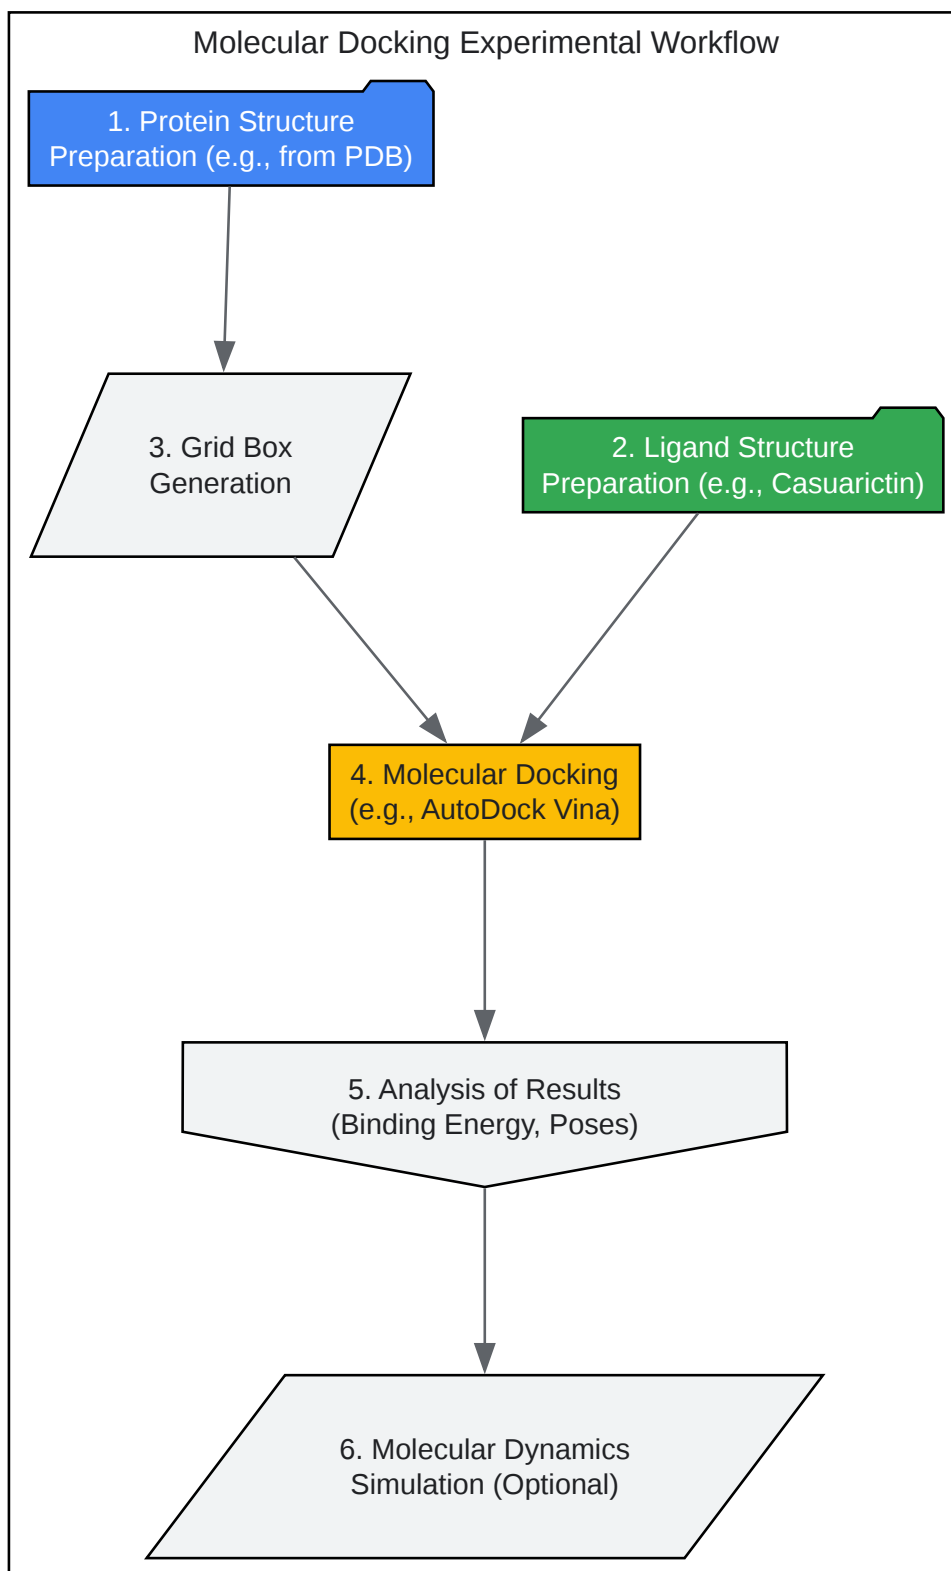 Molecular Docking Experimental Workflow
1. Protein Structure
Preparation (e.g., from PDB)
3. Grid Box
Generation
2. Ligand Structure
Preparation (e.g., Casuarictin)
4. Molecular Docking
(e.g., AutoDock Vina)
5. Analysis of Results
(Binding Energy, Poses)
6. Molecular Dynamics
Simulation (Optional)